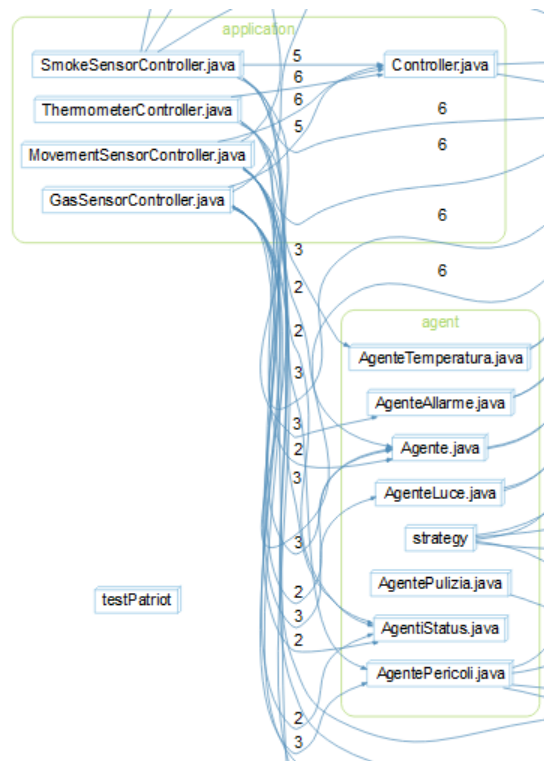 application
SmokeSensorController.java
5
Controller.java
6
ThermometerController.java
6
6
5
6
MovementSensorController.java
GasSensorController.java
6
3
6
2
agent
2
AgenteTemperatura.java
3
AgenteAllarme.java
3
2
Agente.java
3
AgenteLuce.java
3
strategy
AgentePulizia.java
2
testPatriot
3
AgentiStatus.java
2
AgentePericoli.java
2
3